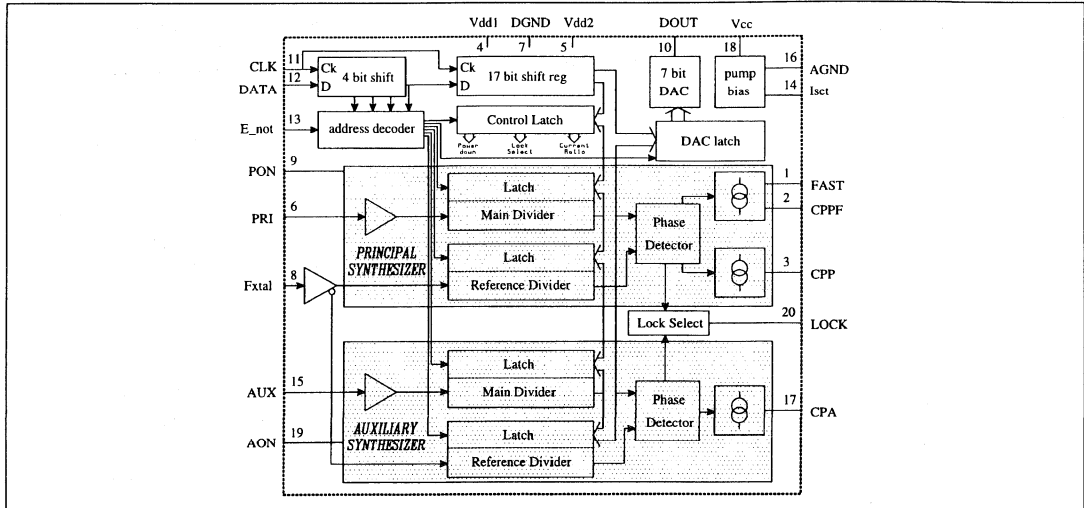 Vdd1 DGND Vdd2 DOUT Vcc
4 7 5 10 18
CLK 11
DATA 12
Ck
D
4 bit shift
Ck
D
17 bit shift reg
7 bit
DAC
pump
bias
16 AGND
14 Isct
E_not 13
address decoder
Control Latch
Power
down
Lock
Select
Current
Ratio
DAC latch
PON 9
PRI 6
PRINCIPAL
SYNTHESIZER
Latch
Main Divider
Latch
Reference Divider
Phase
Detector
1 FAST
2 CPPF
3 CPP
Fxtal 8
Lock Select
20 LOCK
AUX 15
AON 19
AUXILIARY
SYNTHESIZER
Latch
Main Divider
Latch
Reference Divider
Phase
Detector
17 CPA